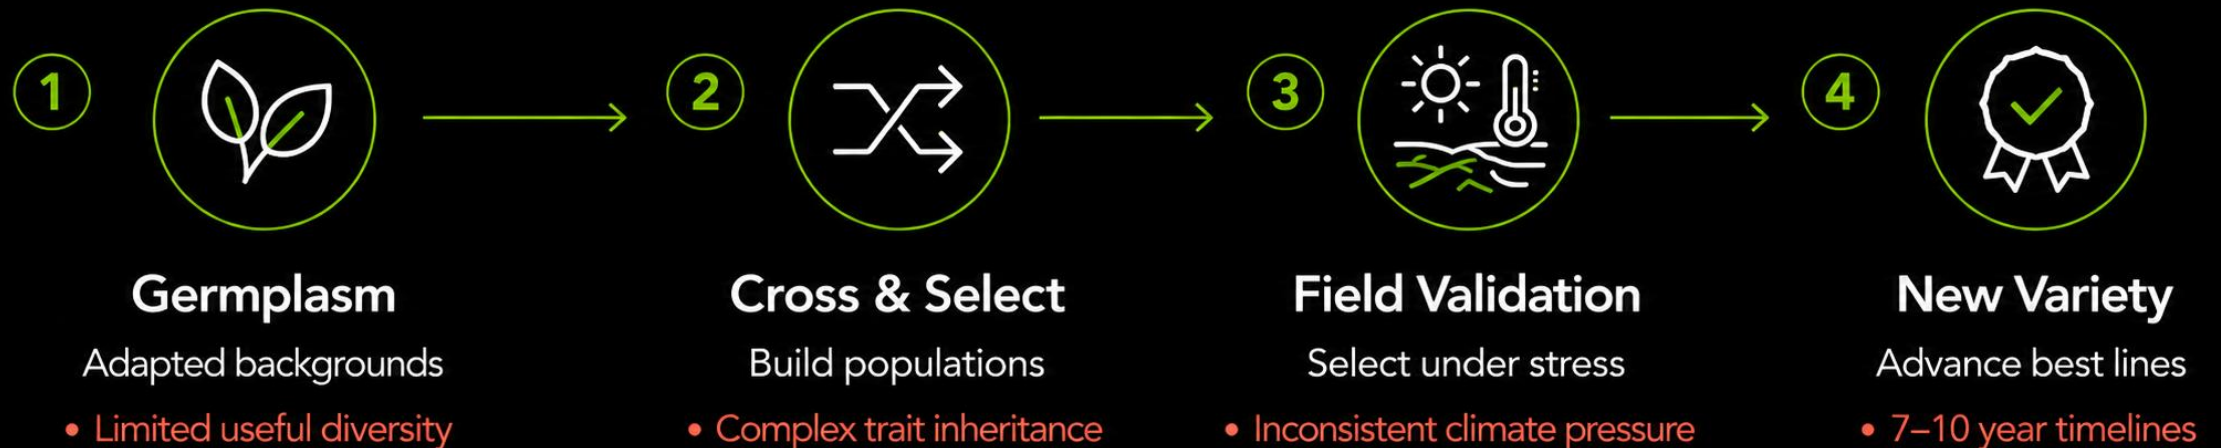 1
Germplasm
Adapted backgrounds
• Limited useful diversity
2
Cross & Select
Build populations
• Complex trait inheritance
3
Field Validation
Select under stress
• Inconsistent climate pressure
4
New Variety
Advance best lines
• 7–10 year timelines